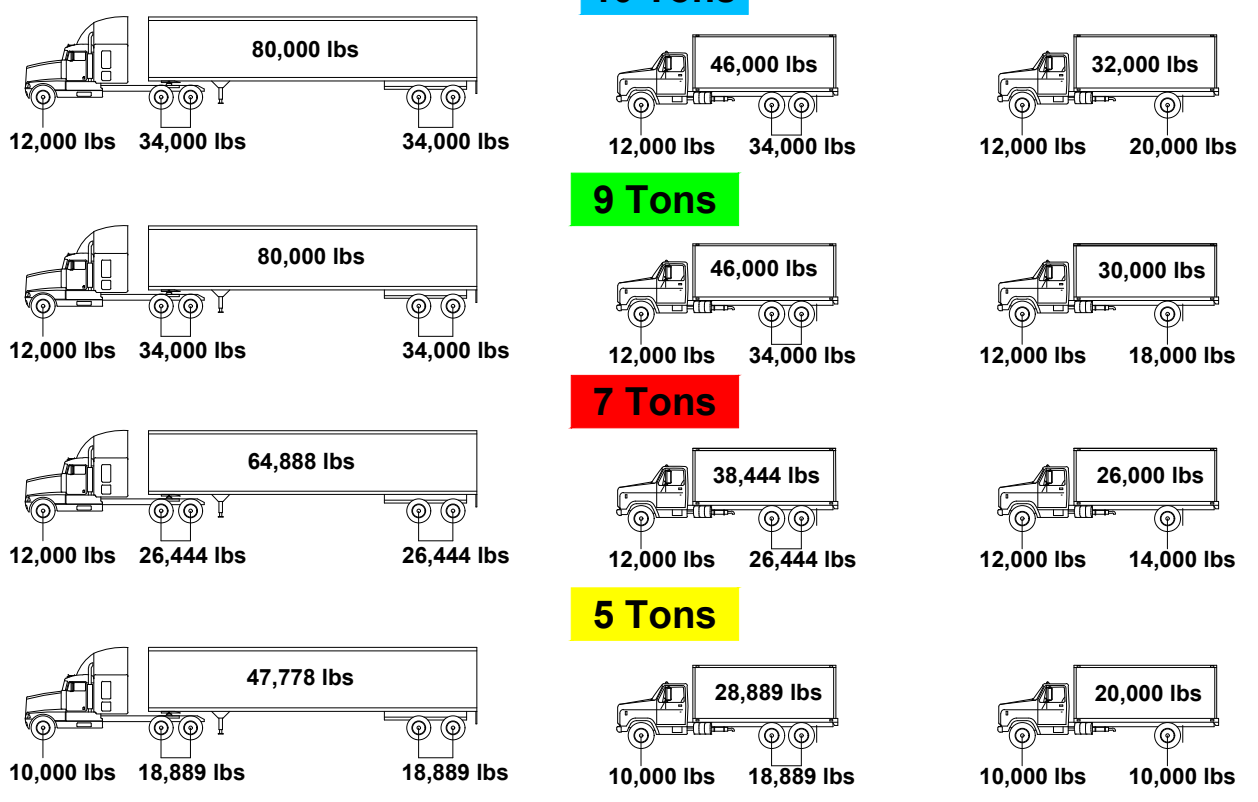 10 Tons
80,000 lbs
46,000 lbs
32,000 lbs
12,000 lbs 34,000 lbs 34,000 lbs
12,000 lbs 34,000 lbs
12,000 lbs 20,000 lbs
9 Tons
80,000 lbs
46,000 lbs
30,000 lbs
12,000 lbs 34,000 lbs 34,000 lbs
12,000 lbs 34,000 lbs
12,000 lbs 18,000 lbs
7 Tons
64,888 lbs
38,444 lbs
26,000 lbs
12,000 lbs 26,444 lbs 26,444 lbs
12,000 lbs 26,444 lbs
12,000 lbs 14,000 lbs
5 Tons
47,778 lbs
28,889 lbs
20,000 lbs
10,000 lbs 18,889 lbs 18,889 lbs
10,000 lbs 18,889 lbs
10,000 lbs 10,000 lbs